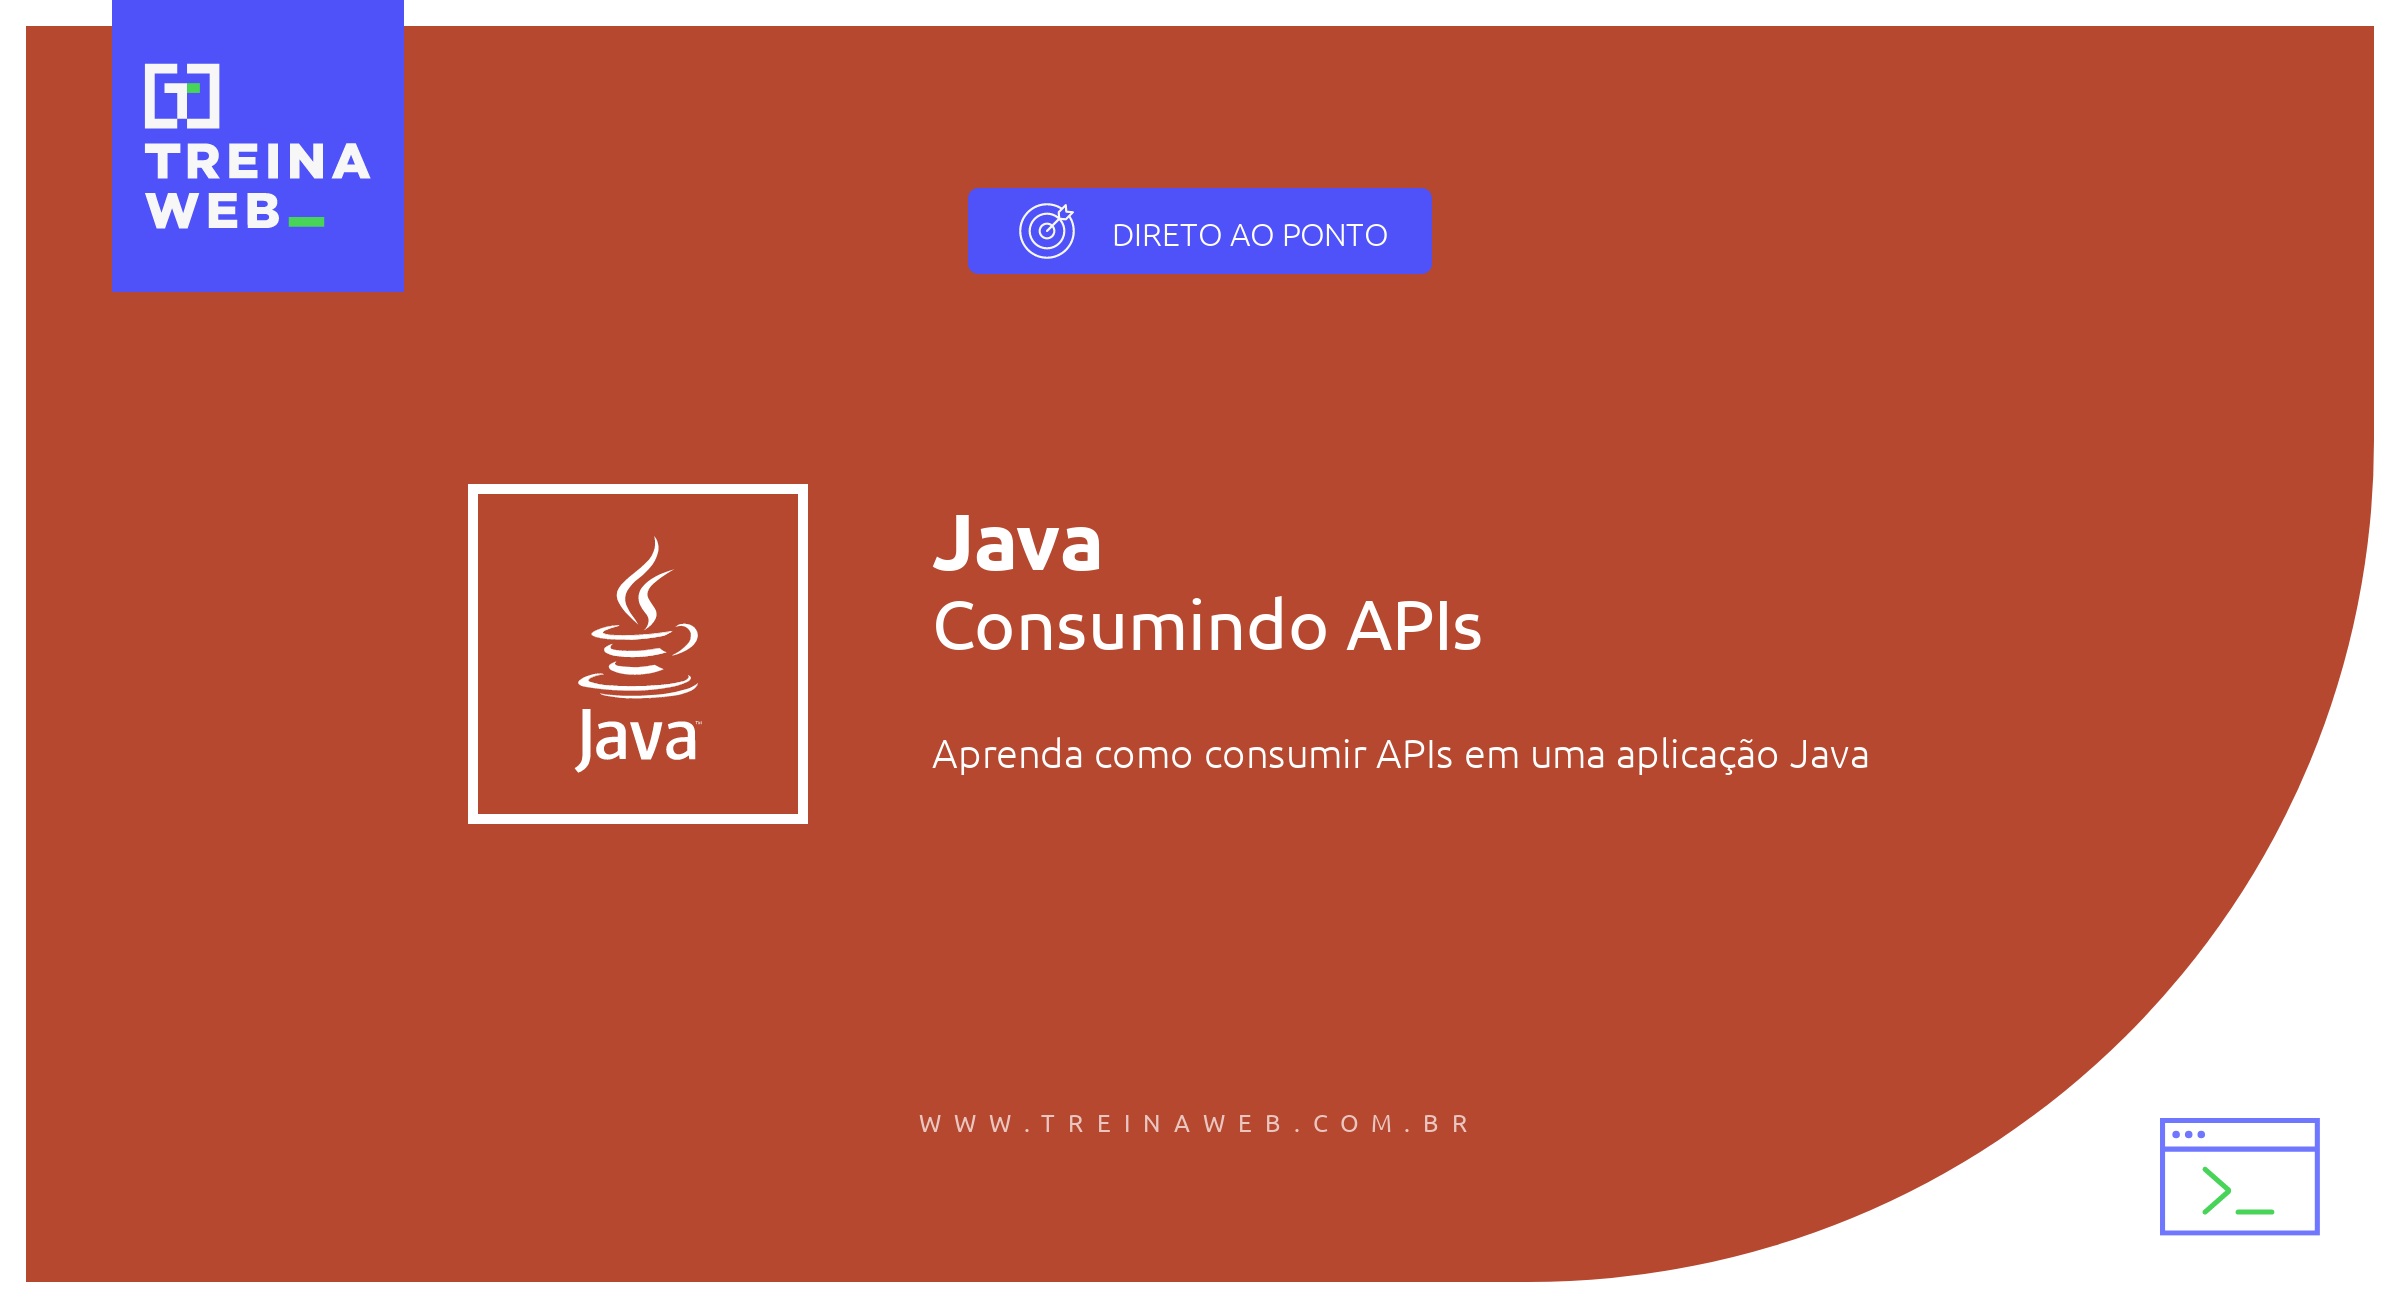 TREINA
WEB_
DIRETO AO PONTO
Java
Consumindo APIs
Java™
Aprenda como consumir APIs em uma aplicação Java
WWW.TREINAWEB.COM.BR